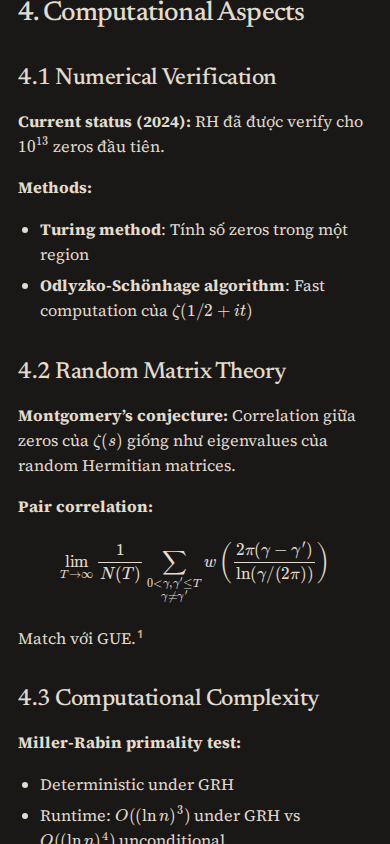 4. Computational Aspects
4.1 Numerical Verification
Current status (2024): RH đã được verify cho
10^13 zeros đầu tiên.
Methods:
• Turing method: Tính số zeros trong một
region
• Odlyzko-Schönhage algorithm: Fast
computation của ζ(1/2 + it)
4.2 Random Matrix Theory
Montgomery’s conjecture: Correlation giữa
zeros của ζ(s) giống như eigenvalues của
random Hermitian matrices.
Pair correlation:
lim_{T→∞} 1/N(T) ∑_{0<γ,γ′≤T, γ≠γ′} w(2π(γ − γ′)/ln(γ/(2π)))
Match với GUE.¹
4.3 Computational Complexity
Miller-Rabin primality test:
• Deterministic under GRH
• Runtime: O((ln n)^3) under GRH vs
O((ln n)^4) unconditional